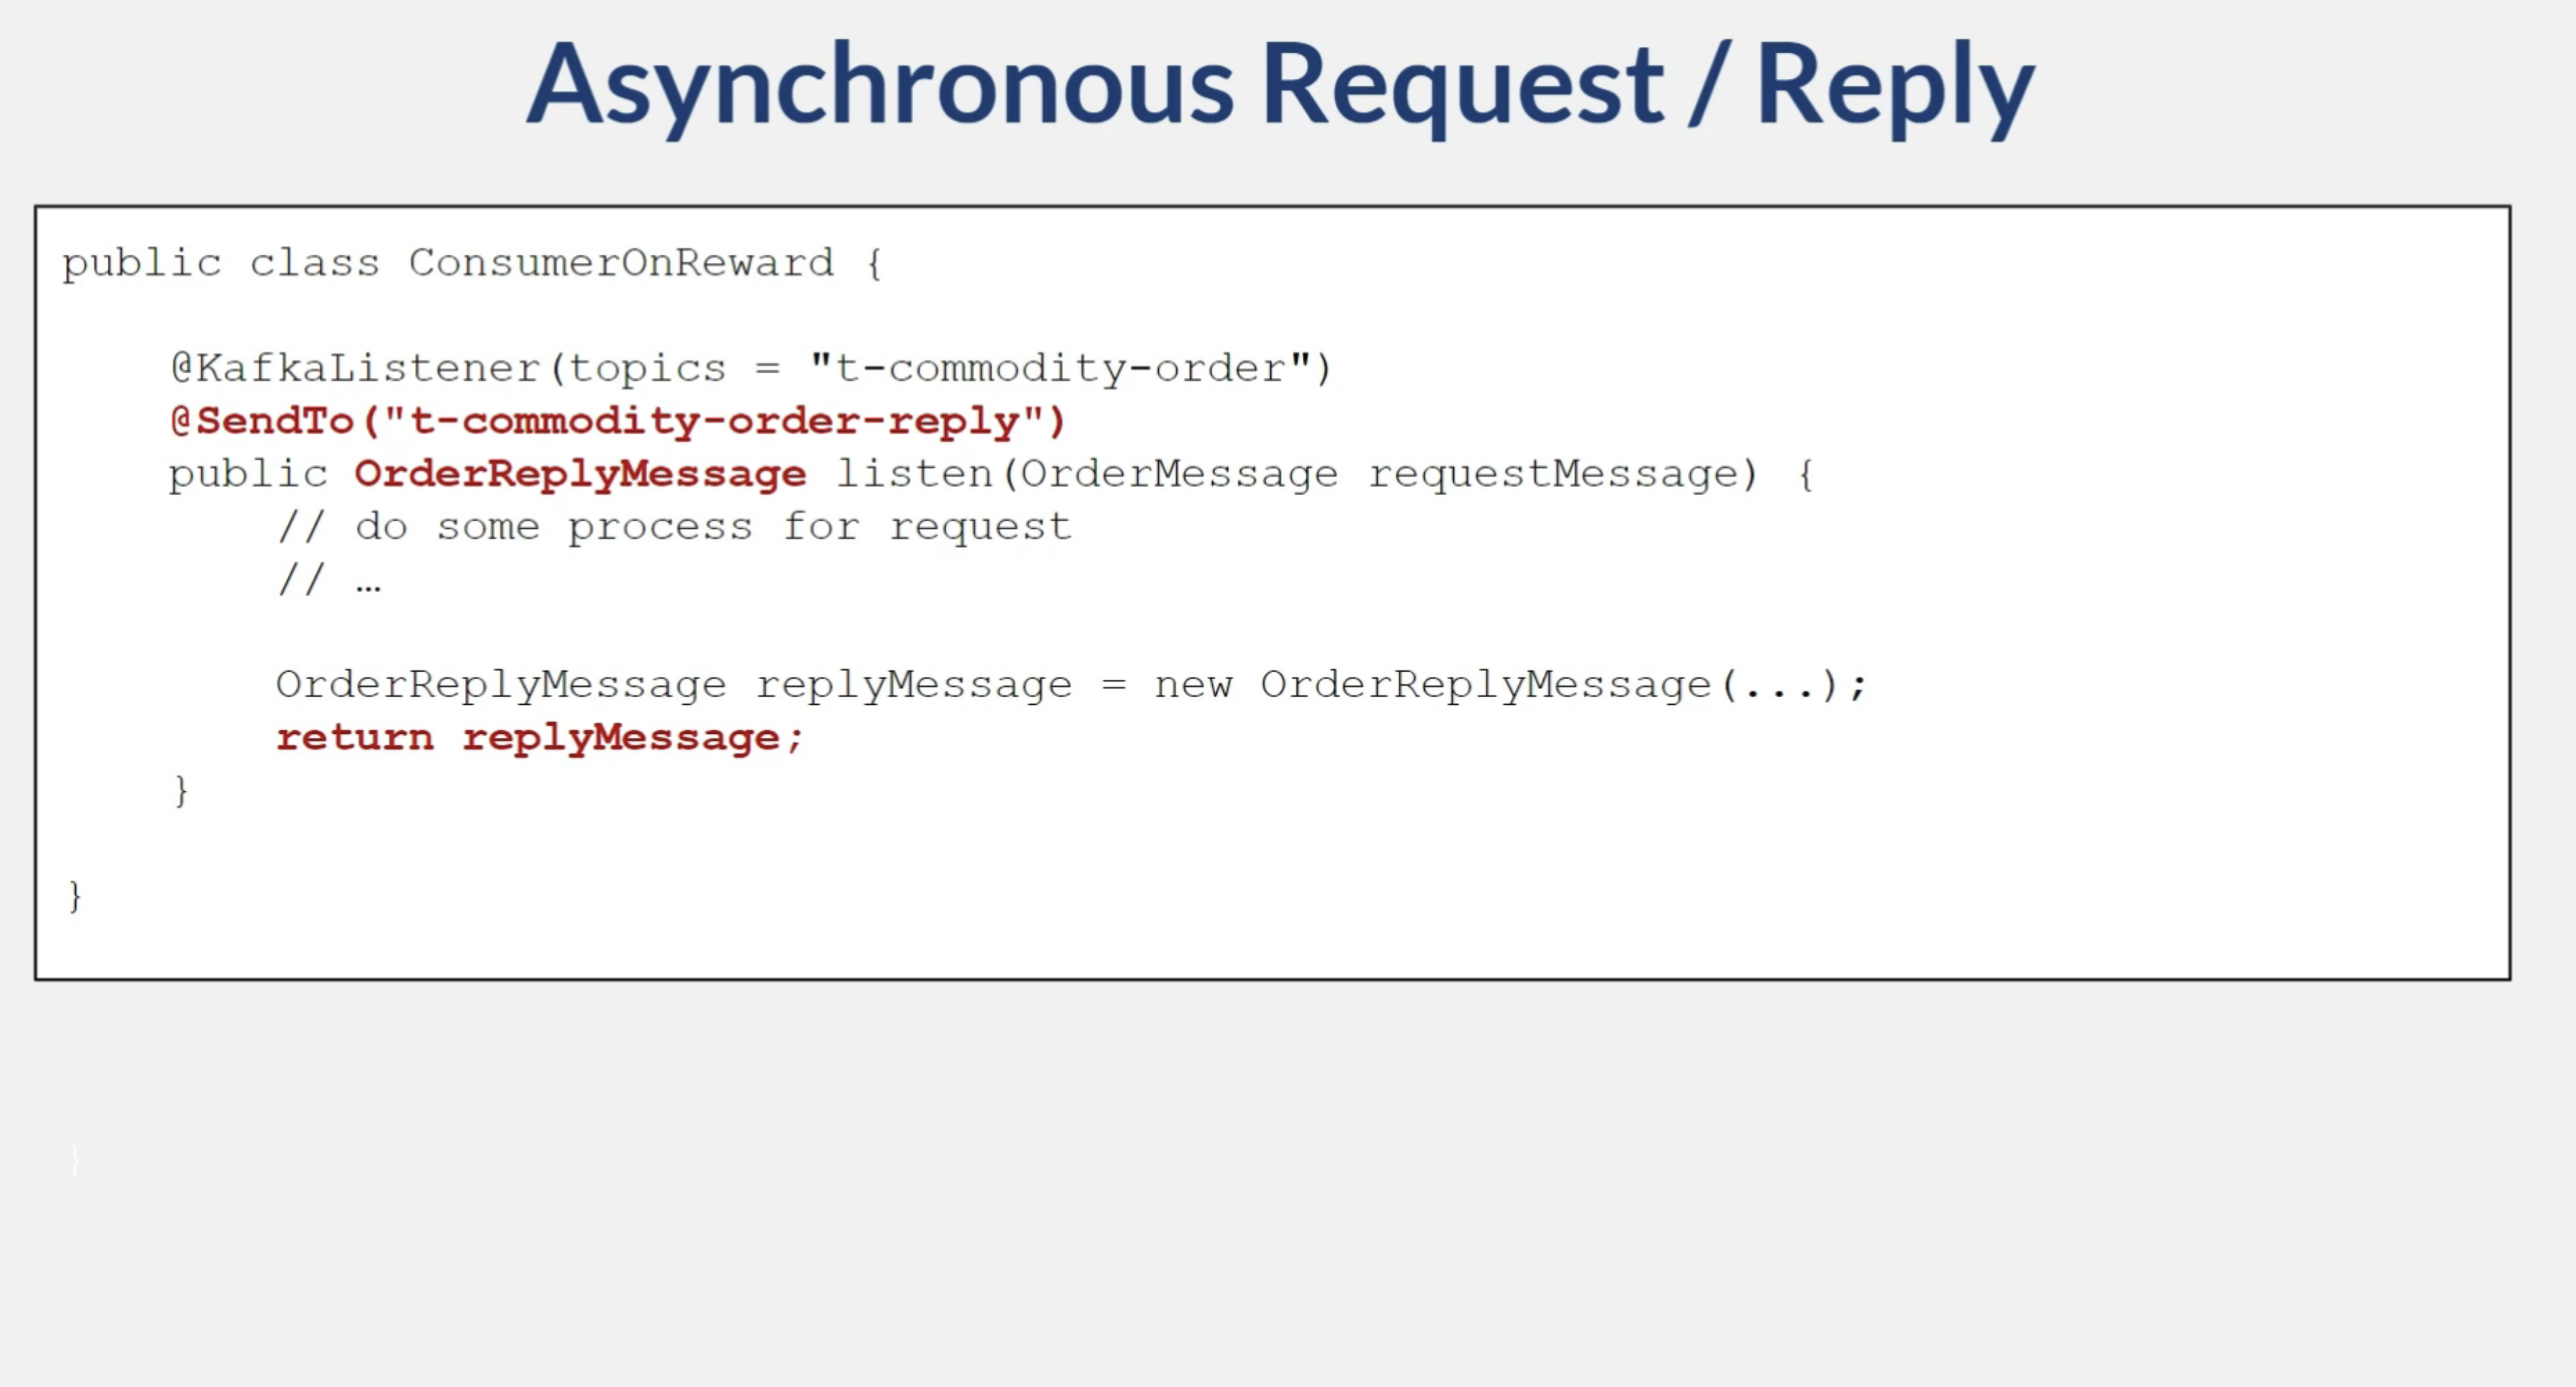 Asynchronous Request / Reply
public class ConsumerOnReward {
@KafkaListener(topics = "t-commodity-order")
@SendTo("t-commodity-order-reply")
public OrderReplyMessage listen(OrderMessage requestMessage) {
// do some process for request
// …
OrderReplyMessage replyMessage = new OrderReplyMessage(...);
return replyMessage;
}
}
}